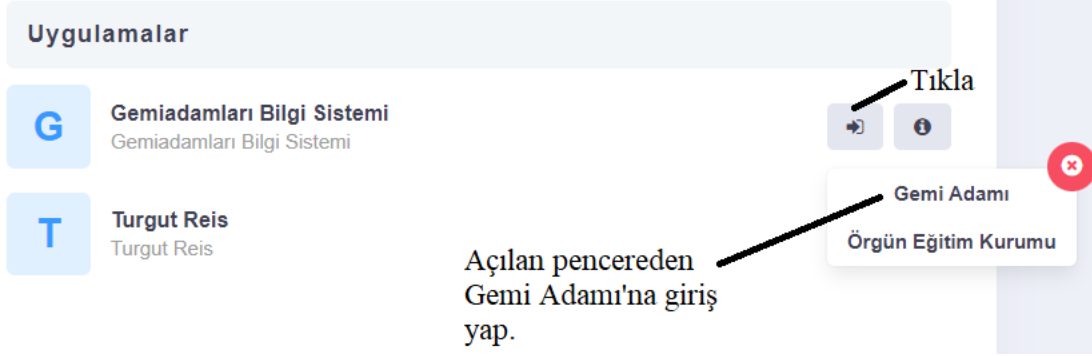 Uygulamalar
Tıkla
G
Gemiadamları Bilgi Sistemi
Gemiadamları Bilgi Sistemi
Gemi Adamı
T
Turgut Reis
Turgut Reis
Örgün Eğitim Kurumu
Açılan pencereden
Gemi Adamı'na giriş
yap.